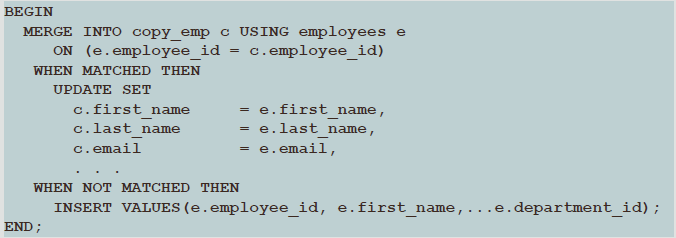 BEGIN
MERGE INTO copy_emp c USING employees e
ON (e.employee_id = c.employee_id)
WHEN MATCHED THEN
UPDATE SET
c.first_name = e.first_name,
c.last_name = e.last_name,
c.email = e.email,
. . .
WHEN NOT MATCHED THEN
INSERT VALUES(e.employee_id, e.first_name,...e.department_id);
END;